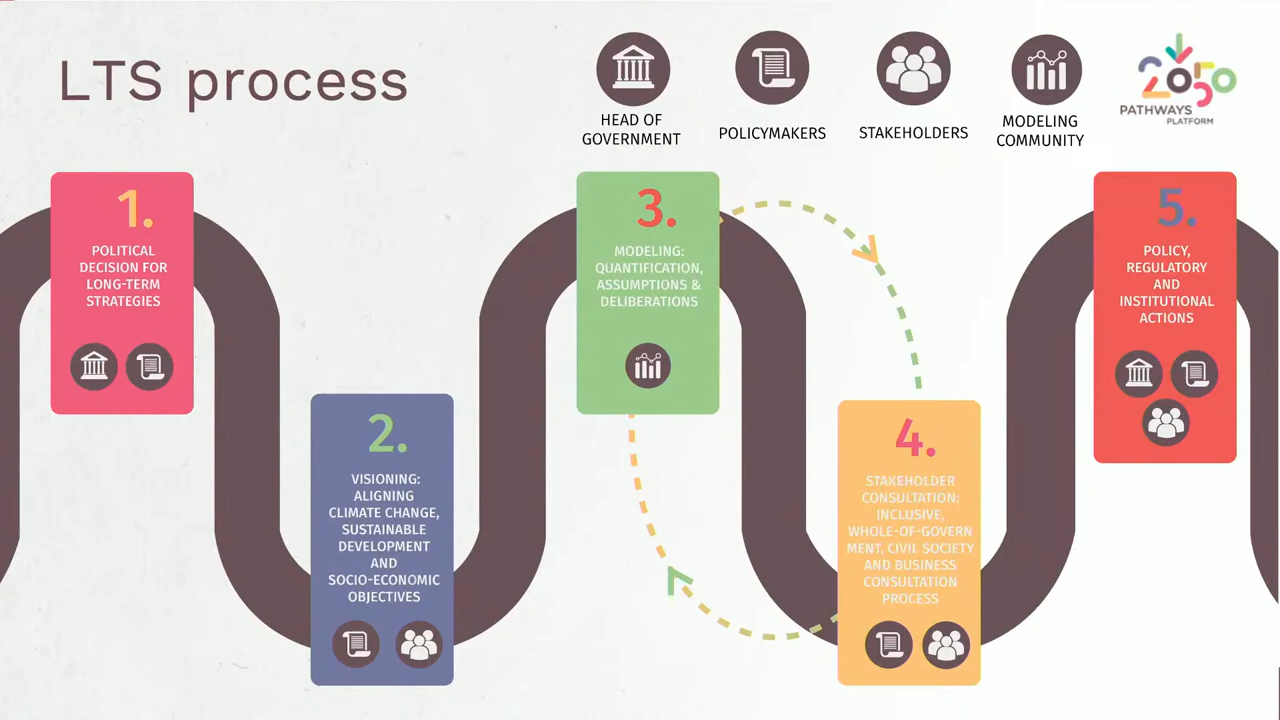 LTS process
HEAD OF
GOVERNMENT
POLICYMAKERS
STAKEHOLDERS
MODELING
COMMUNITY
2050
PATHWAYS
PLATFORM
1.
POLITICAL
DECISION FOR
LONG-TERM
STRATEGIES
2.
VISIONING:
ALIGNING
CLIMATE CHANGE,
SUSTAINABLE
DEVELOPMENT
AND
SOCIO-ECONOMIC
OBJECTIVES
3.
MODELING:
QUANTIFICATION,
ASSUMPTIONS &
DELIBERATIONS
4.
STAKEHOLDER
CONSULTATION:
INCLUSIVE,
WHOLE-OF-GOVERN
MENT, CIVIL SOCIETY
AND BUSINESS
CONSULTATION
PROCESS
5.
POLICY,
REGULATORY
AND
INSTITUTIONAL
ACTIONS